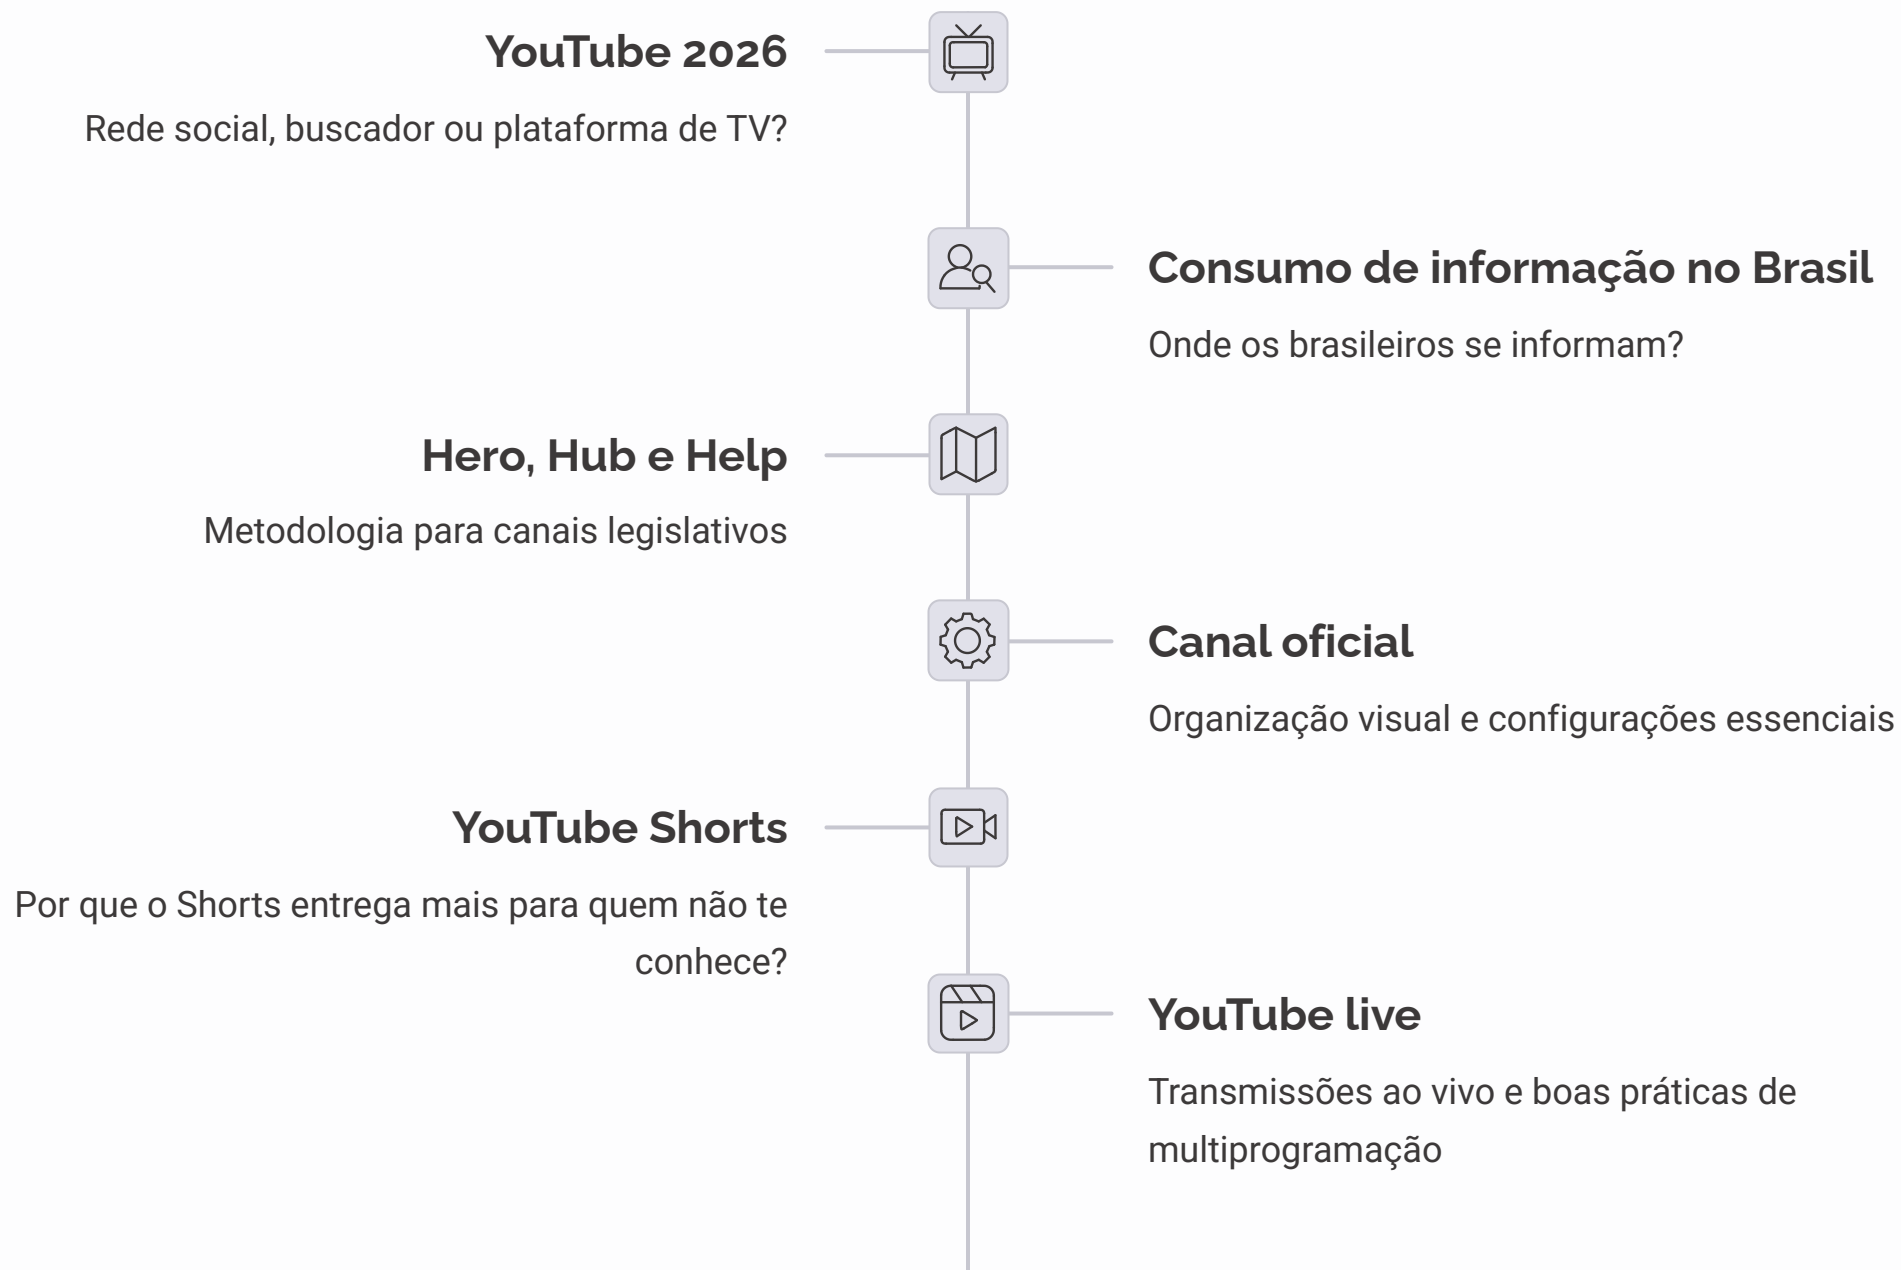 YouTube 2026
Rede social, buscador ou plataforma de TV?
Consumo de informação no Brasil
Onde os brasileiros se informam?
Hero, Hub e Help
Metodologia para canais legislativos
Canal oficial
Organização visual e configurações essenciais
YouTube Shorts
Por que o Shorts entrega mais para quem não te
conhece?
YouTube live
Transmissões ao vivo e boas práticas de
multiprogramação